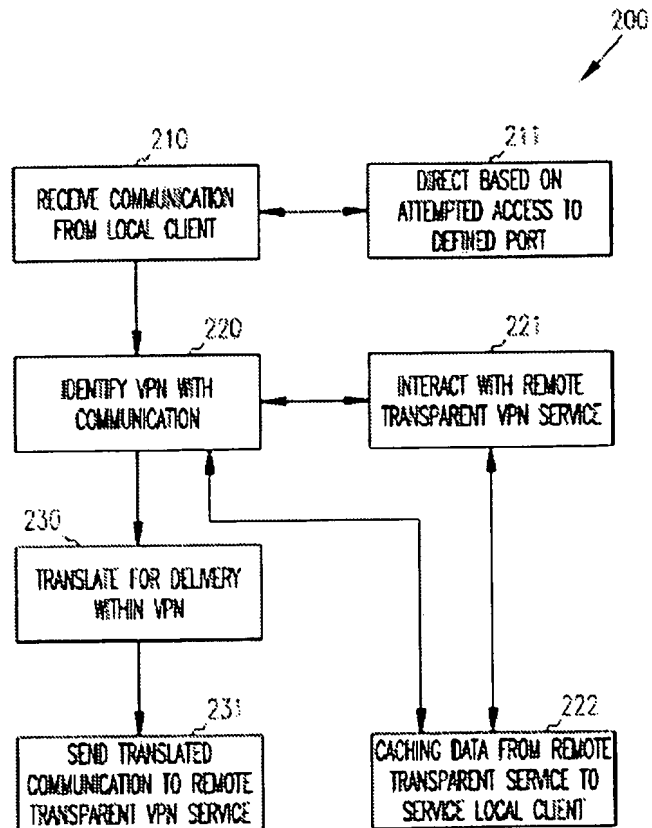 200
210
RECEIVE COMMUNICATION
FROM LOCAL CLIENT
211
DIRECT BASED ON
ATTEMPTED ACCESS TO
DEFINED PORT
220
IDENTIFY VPN WITH
COMMUNICATION
221
INTERACT WITH REMOTE
TRANSPARENT VPN SERVICE
230
TRANSLATE FOR DELIVERY
WITHIN VPN
231
SEND TRANSLATED
COMMUNICATION TO REMOTE
TRANSPARENT VPN SERVICE
222
CACHING DATA FROM REMOTE
TRANSPARENT SERVICE TO
SERVICE LOCAL CLIENT